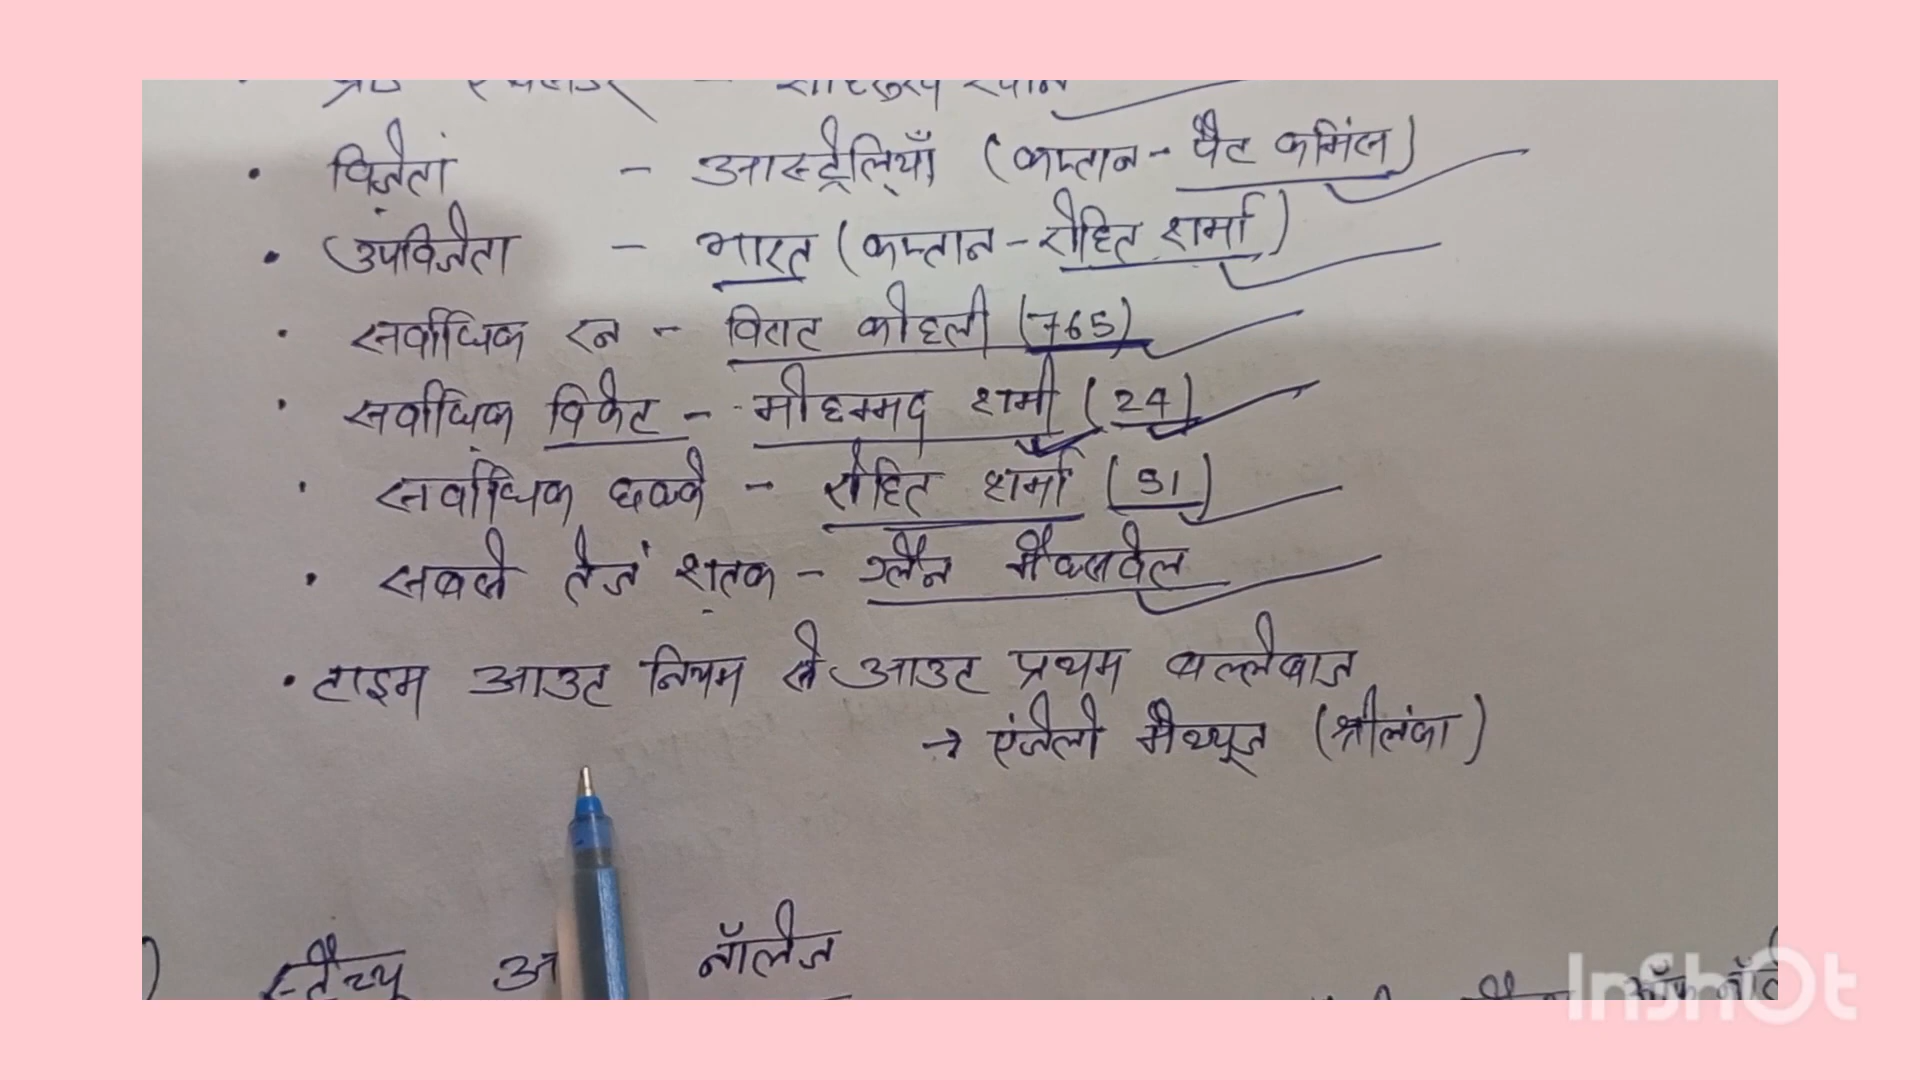 • विजेता - आस्ट्रेलियाँ (कप्तान - पैट कमिंस)
• उपविजेता - भारत (कप्तान - रोहित शर्मा)
• सर्वाधिक रन - विराट कोहली (765)
• सर्वाधिक विकेट - मोहम्मद शमी (24)
• सर्वाधिक छक्के - रोहित शर्मा (31)
• सबसे तेज शतक - ग्लैन मैक्सवेल
• टाइम आउट नियम से आउट प्रथम बल्लेबाज
→ एंजेलो मैथ्यूज (श्रीलंका)
स्टैच्यू नॉलेज
InShOt